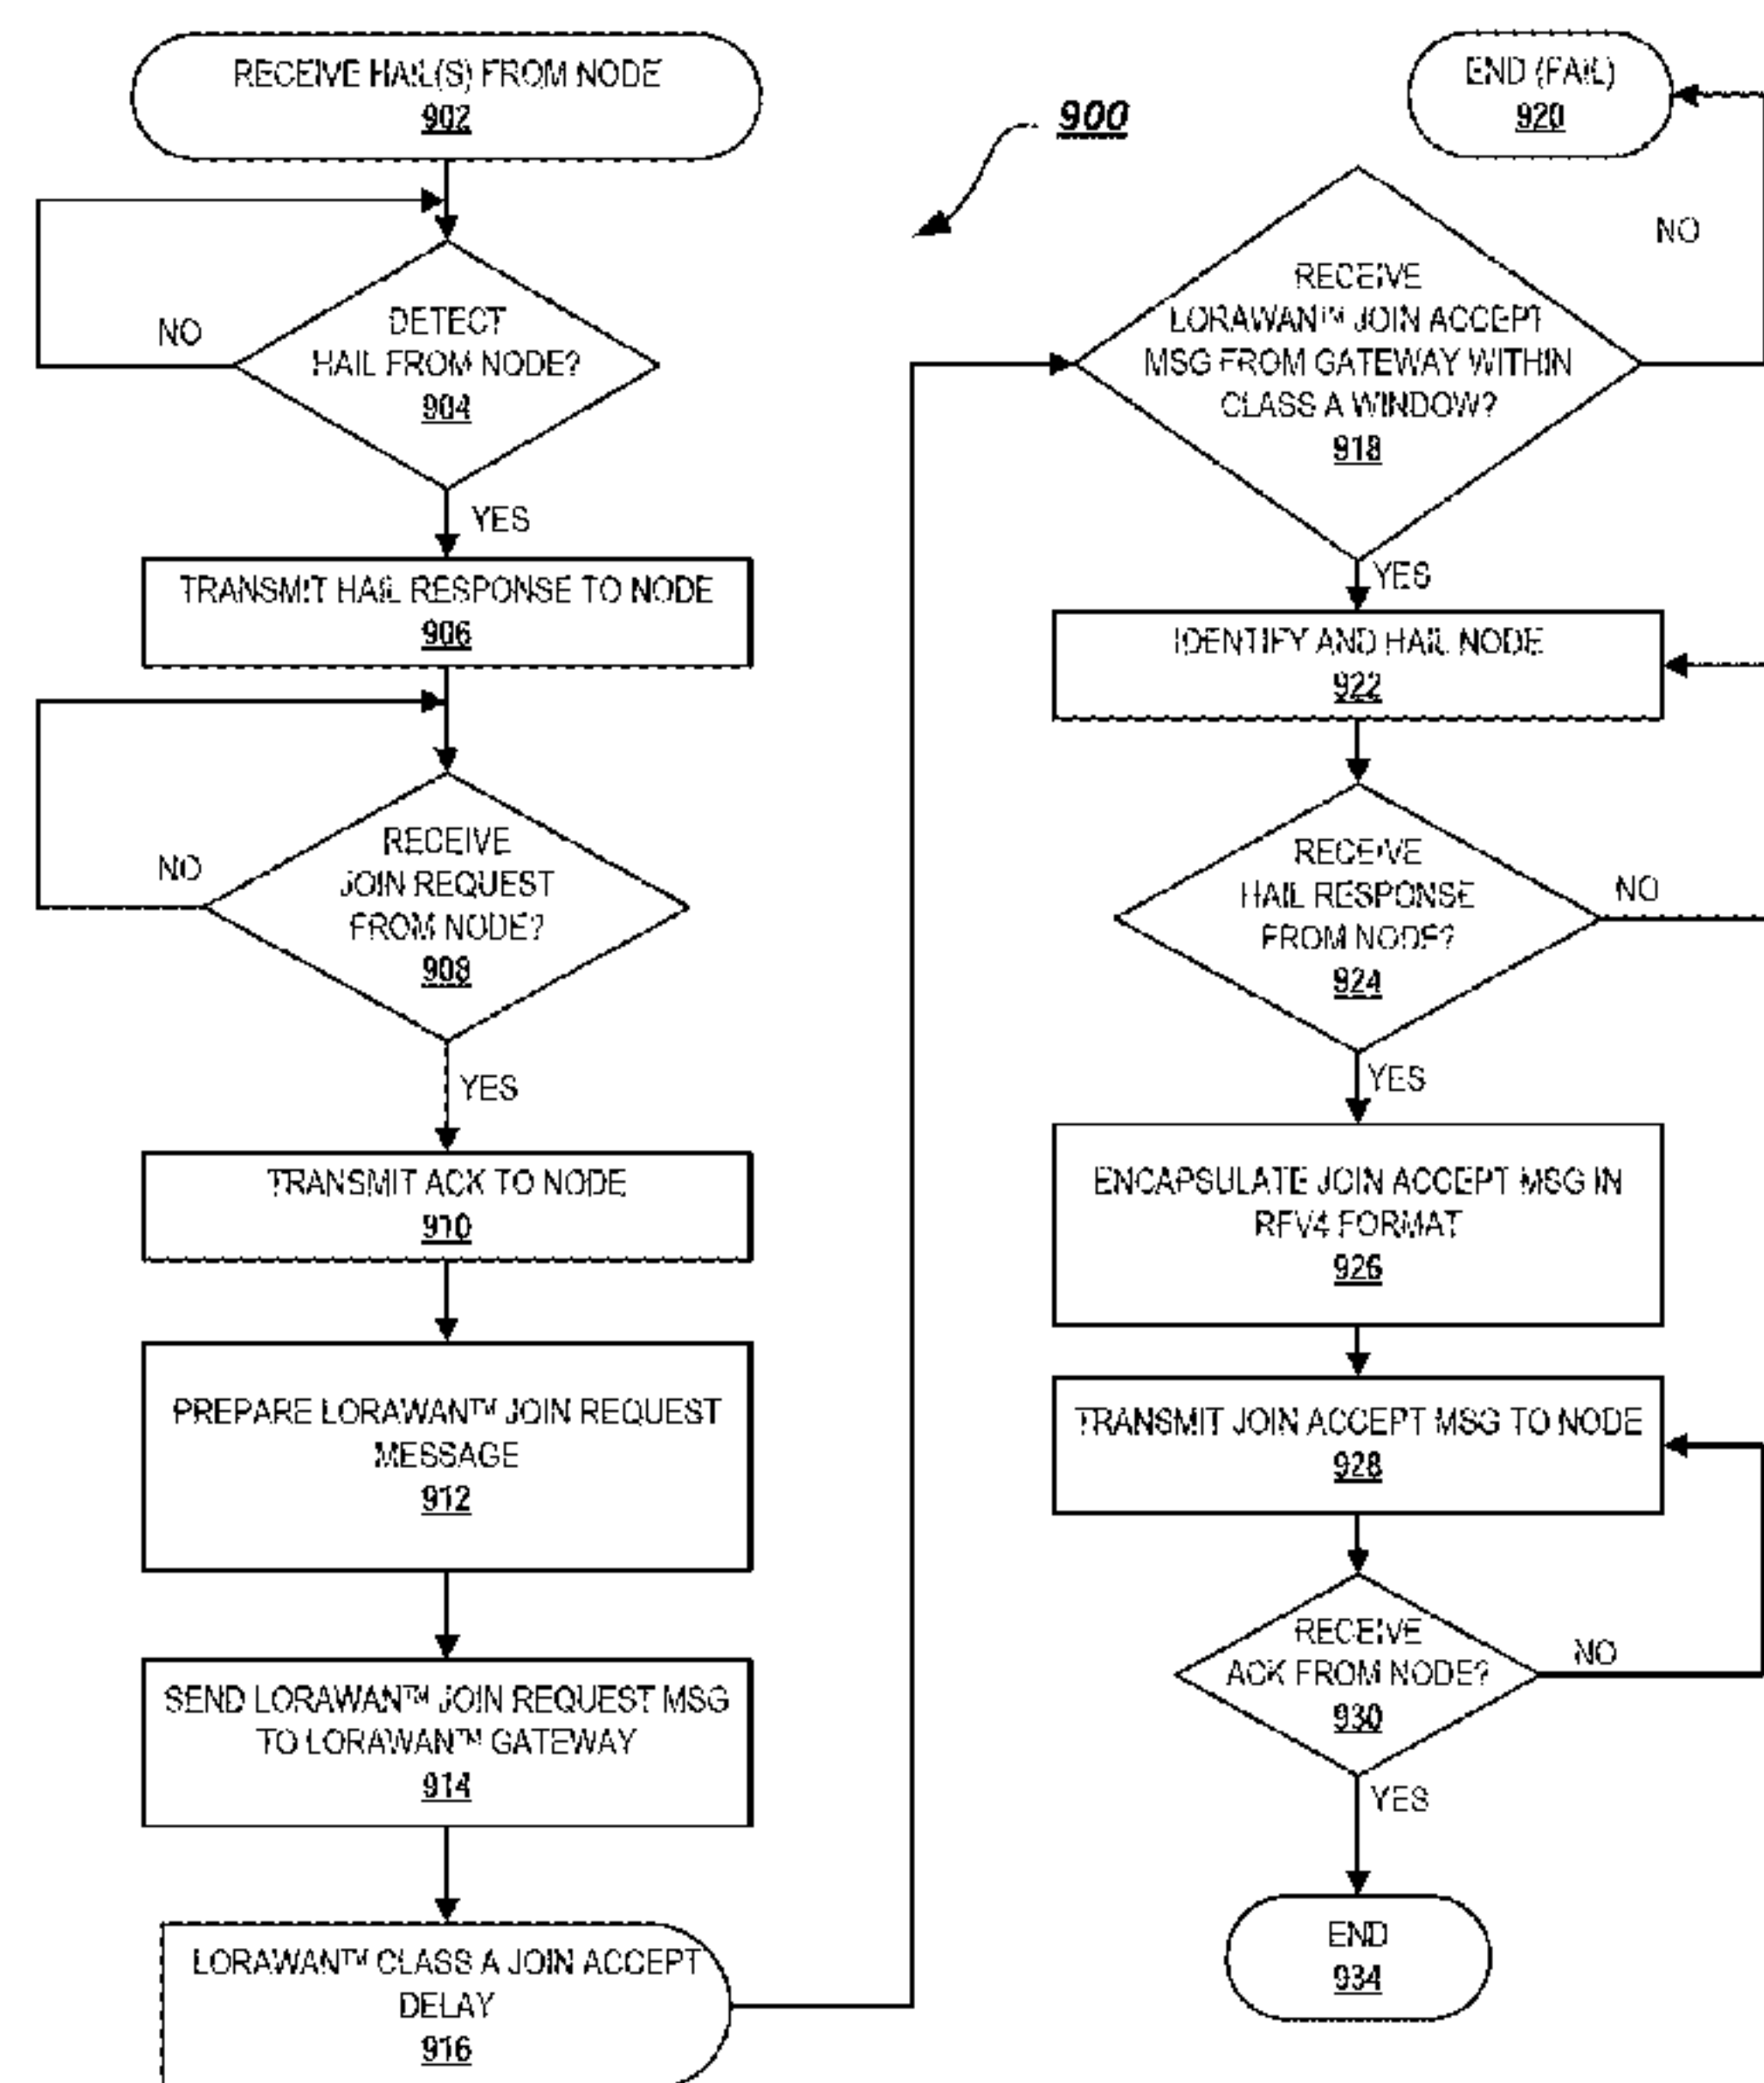 RECEIVE HAIL(S) FROM NODE
902
900
DETECT
HAIL FROM NODE?
904
NO
YES
TRANSMIT HAIL RESPONSE TO NODE
906
RECEIVE
JOIN REQUEST
FROM NODE?
908
NO
YES
TRANSMIT ACK TO NODE
910
PREPARE LORAWAN™ JOIN REQUEST
MESSAGE
912
SEND LORAWAN™ JOIN REQUEST MSG
TO LORAWAN™ GATEWAY
914
LORAWAN™ CLASS A JOIN ACCEPT
DELAY
916
END (FAIL)
920
NO
RECEIVE
LORAWAN™ JOIN ACCEPT
MSG FROM GATEWAY WITHIN
CLASS A WINDOW?
918
YES
IDENTIFY AND HAIL NODE
922
RECEIVE
HAIL RESPONSE
FROM NODE?
924
NO
YES
ENCAPSULATE JOIN ACCEPT MSG IN
RFV4 FORMAT
926
TRANSMIT JOIN ACCEPT MSG TO NODE
928
RECEIVE
ACK FROM NODE?
930
NO
YES
END
934